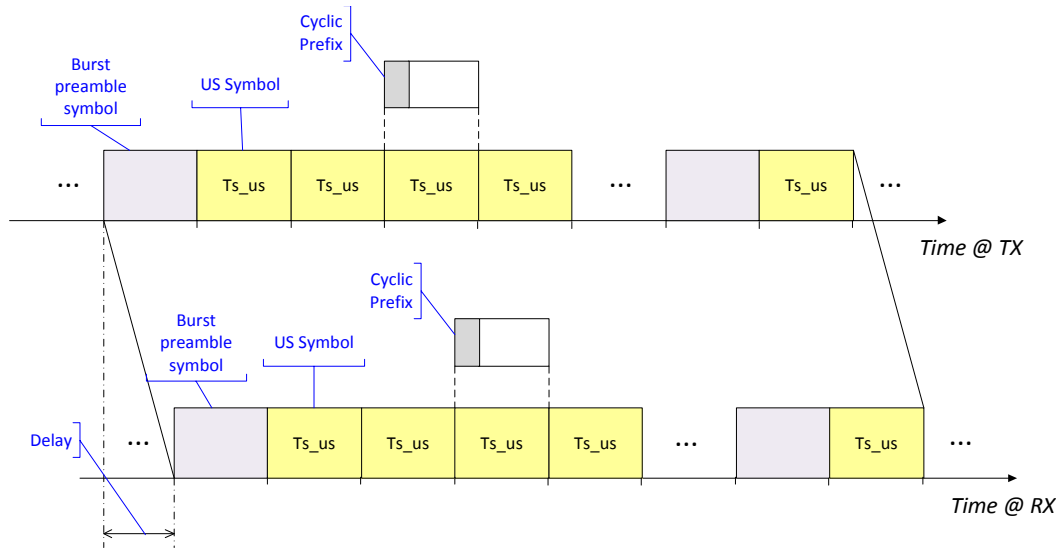 Cyclic
Prefix
Burst
preamble
symbol
US Symbol
...
Ts_us
Ts_us
Ts_us
Ts_us
...
Ts_us
...
Time @ TX
Cyclic
Prefix
Burst
preamble
symbol
US Symbol
Delay
...
Ts_us
Ts_us
Ts_us
Ts_us
...
Ts_us
...
Time @ RX